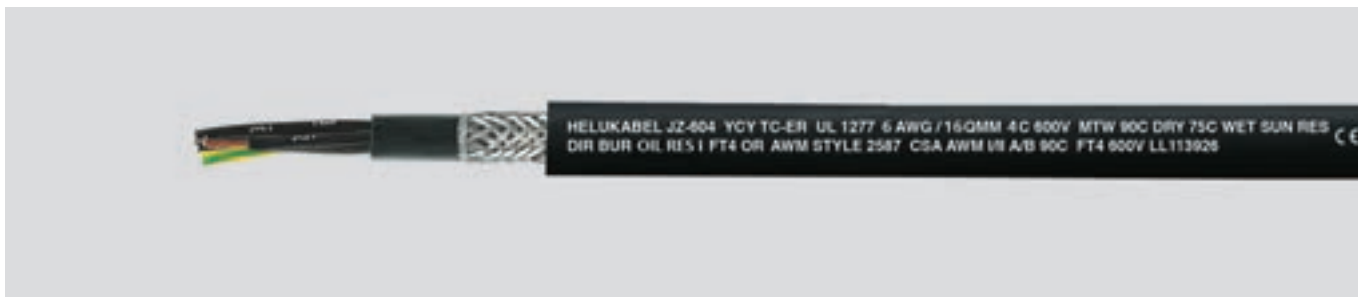 HELUKABEL JZ-604 YCY TC-ER UL 1277 6 AWG / 16QMM 4C 600V MTW 90C DRY 75C WET SUN RES
DIR BUR OIL RES I FT4 OR AWM STYLE 2587 CSA AWM I/II A/B 90C FT4 600V LL113926 CE